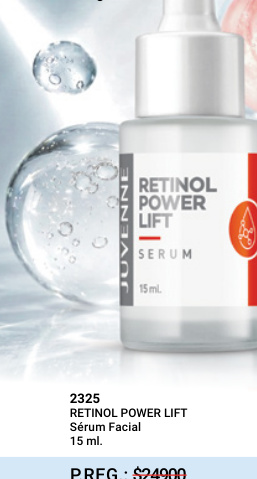 JUVENNE
RETINOL
POWER
LIFT
SERUM
15 ml.
2325
RETINOL POWER LIFT
Sérum Facial
15 ml.
P.REG.: $24900